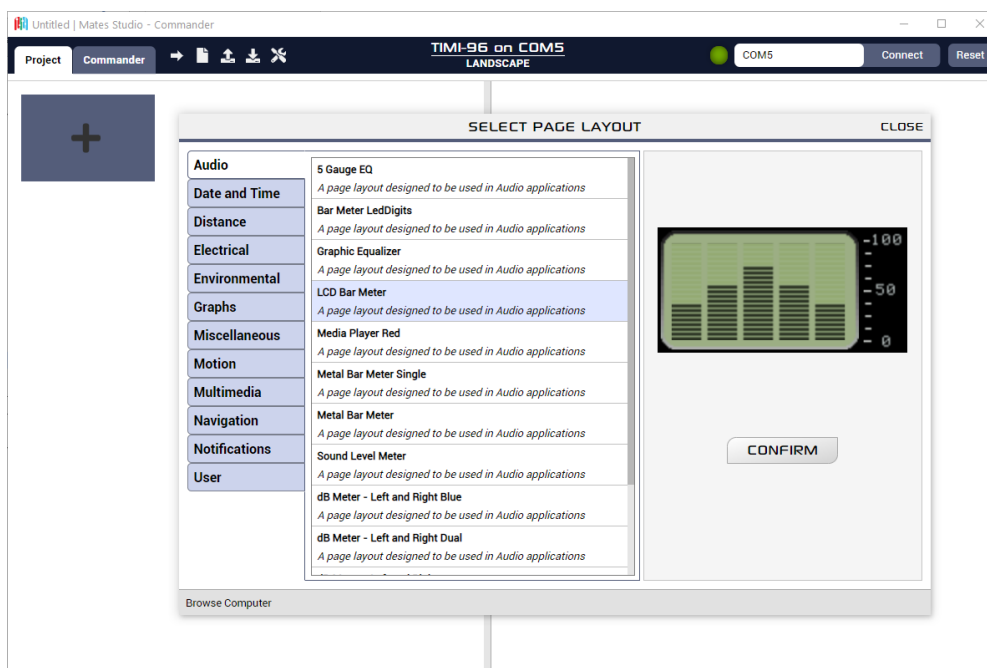 Untitled | Mates Studio - Commander
Project
Commander
TIMI-96 on COM5
LANDSCAPE
COM5
Connect
Reset
SELECT PAGE LAYOUT
CLOSE
Audio
Date and Time
Distance
Electrical
Environmental
Graphs
Miscellaneous
Motion
Multimedia
Navigation
Notifications
User
5 Gauge EQ
A page layout designed to be used in Audio applications
Bar Meter LedDigits
A page layout designed to be used in Audio applications
Graphic Equalizer
A page layout designed to be used in Audio applications
LCD Bar Meter
A page layout designed to be used in Audio applications
Media Player Red
A page layout designed to be used in Audio applications
Metal Bar Meter Single
A page layout designed to be used in Audio applications
Metal Bar Meter
A page layout designed to be used in Audio applications
Sound Level Meter
A page layout designed to be used in Audio applications
dB Meter - Left and Right Blue
A page layout designed to be used in Audio applications
dB Meter - Left and Right Dual
A page layout designed to be used in Audio applications
100
50
0
CONFIRM
Browse Computer